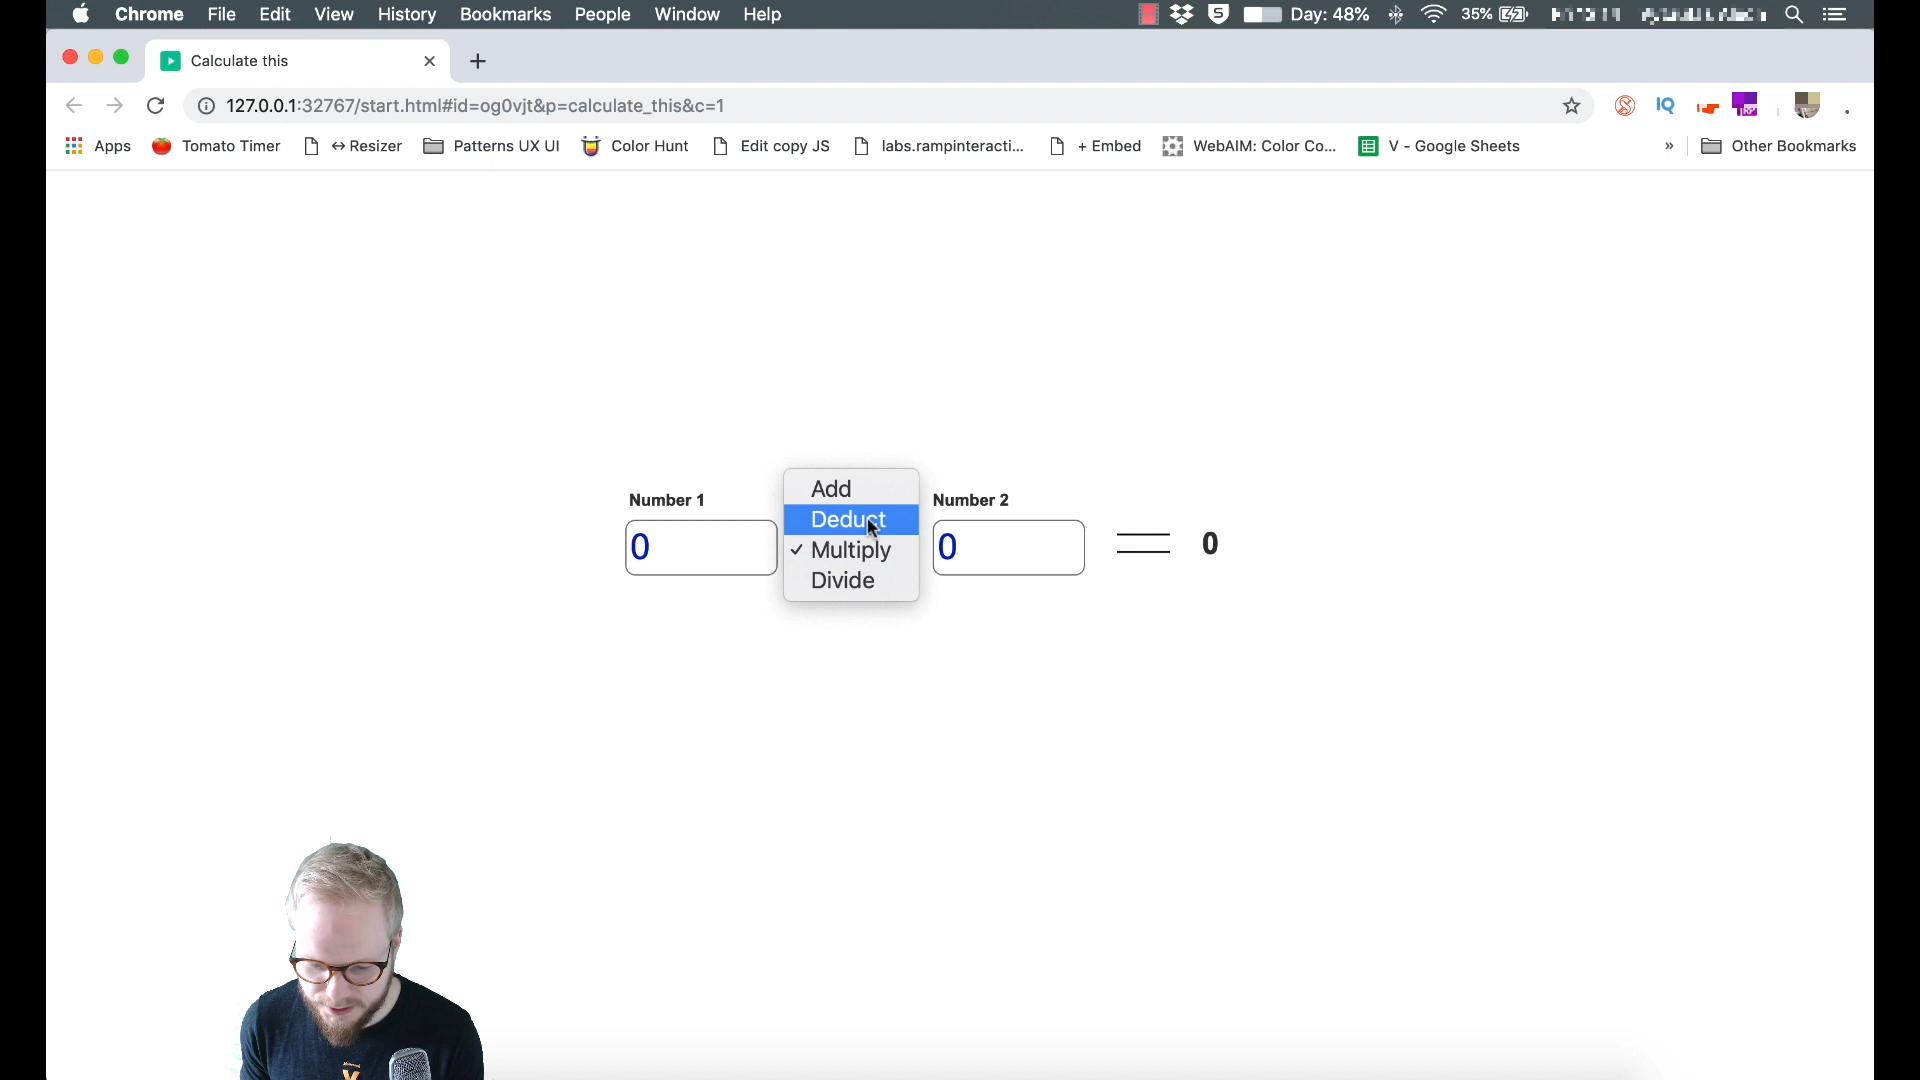 Chrome File Edit View History Bookmarks People Window Help Day: 48% 35%
Calculate this
127.0.0.1:32767/start.html#id=og0vjt&p=calculate_this&c=1 IQ RP
Apps Tomato Timer ↔ Resizer Patterns UX UI Color Hunt Edit copy JS labs.rampinteracti... + Embed WebAIM: Color Co... V - Google Sheets » Other Bookmarks
Add
Number 1 Deduct Number 2
0 ✓ Multiply 0 0
Divide